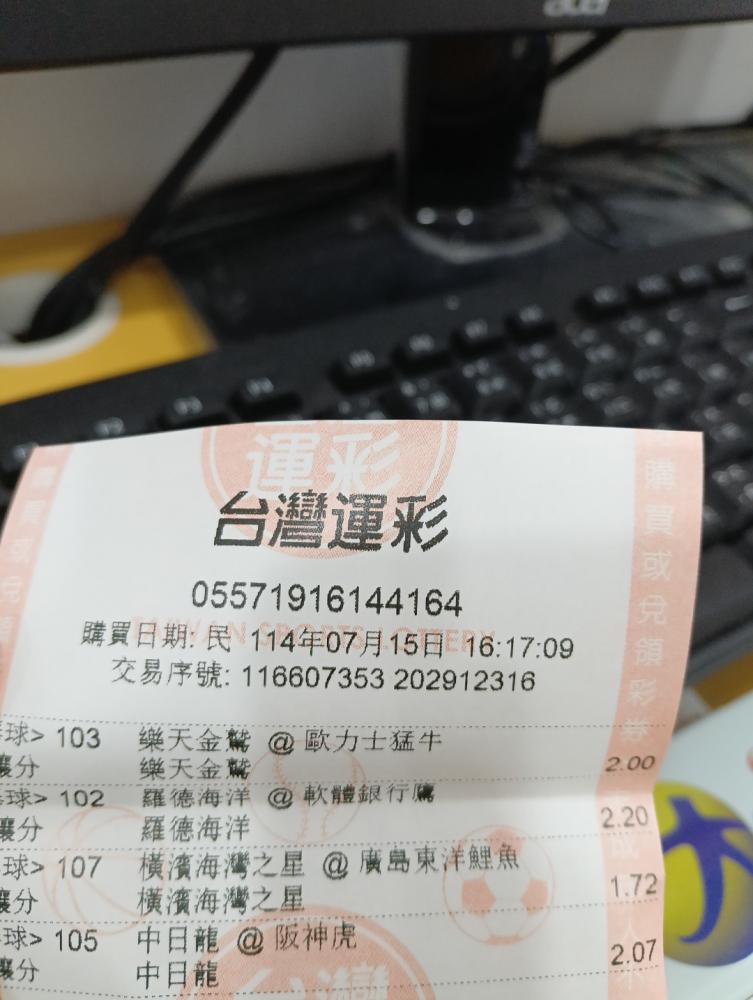 acer
運彩
台灣運彩
05571916144164
TAIWAN SPORTS LOTTERY
購買日期: 民 114年07月15日 16:17:09
交易序號: 116607353 202912316
球> 103 樂天金鷲 @ 歐力士猛牛
讓分 樂天金鷲 2.00
球> 102 羅德海洋 @ 軟體銀行鷹
讓分 羅德海洋 2.20
球> 107 橫濱海灣之星 @ 廣島東洋鯉魚
讓分 橫濱海灣之星 1.72
球> 105 中日龍 @ 阪神虎
讓分 中日龍 2.07
購買或兌領彩券
台灣